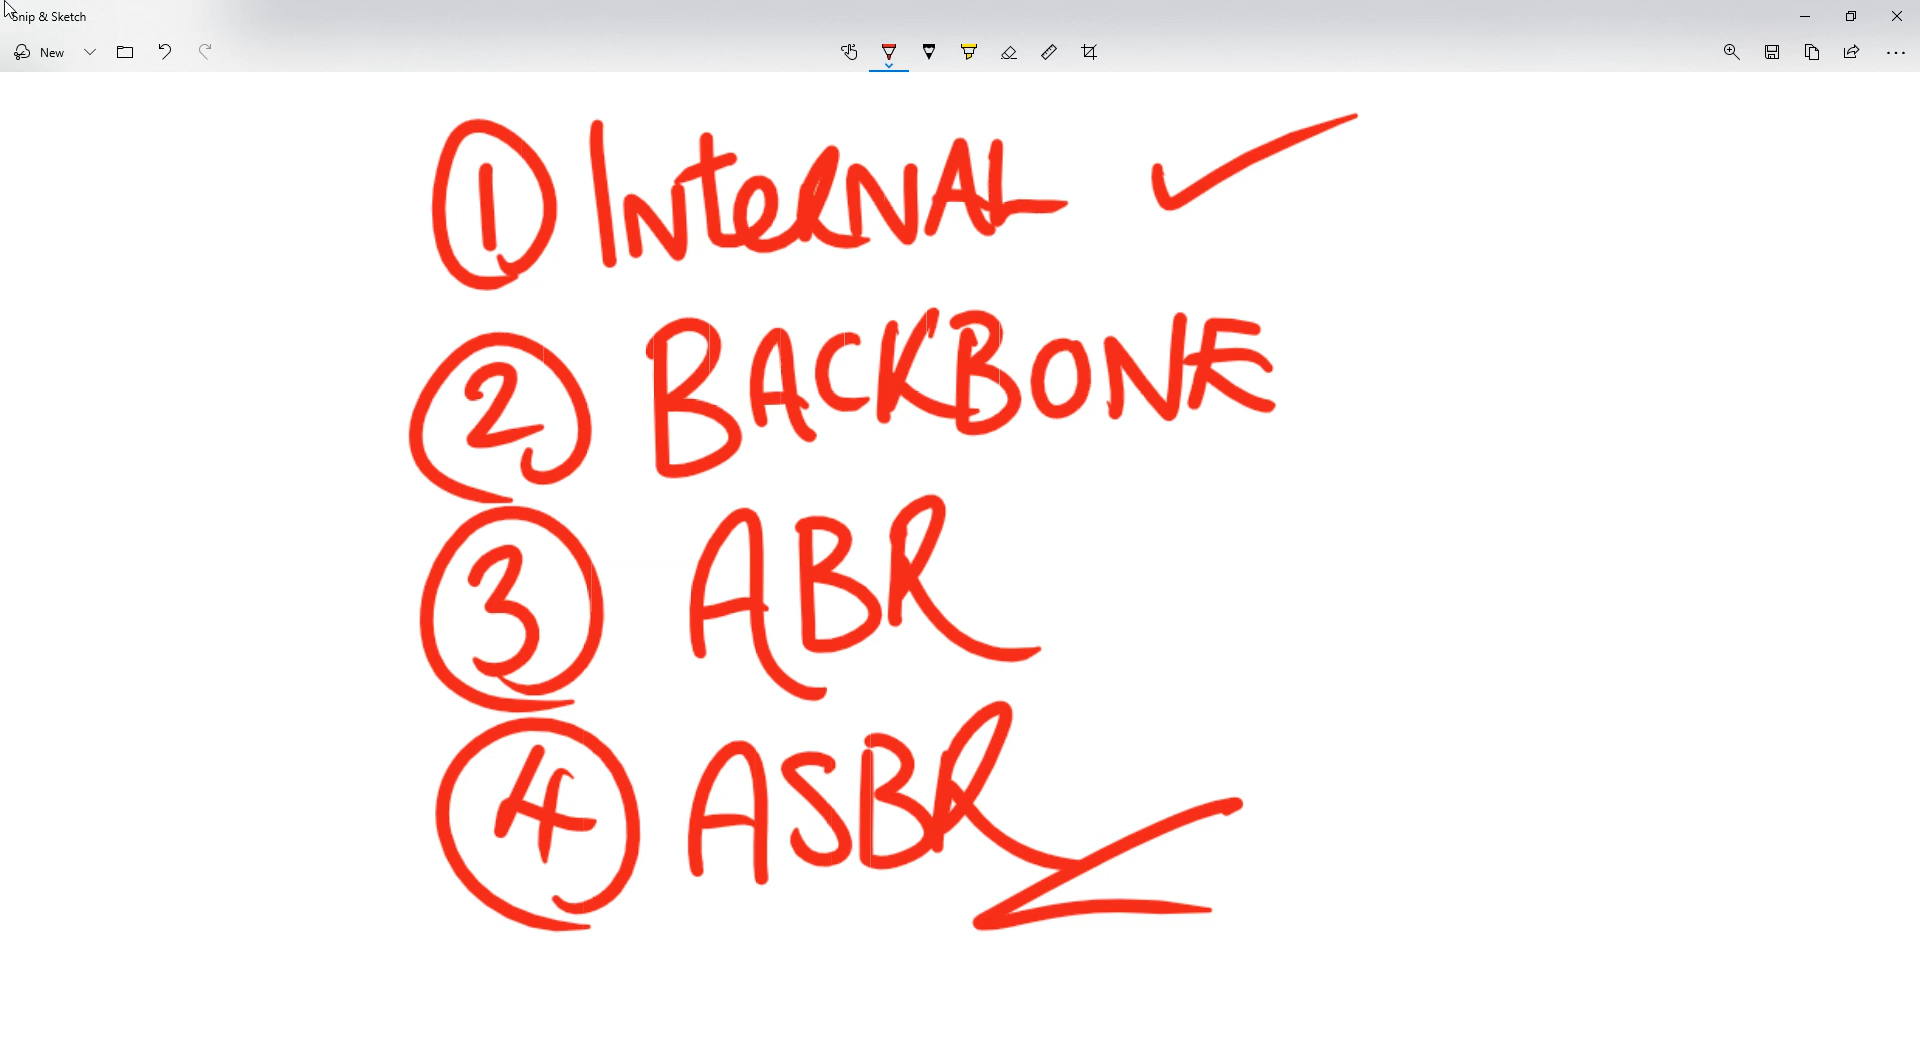 Snip & Sketch
New
1 INTERNAL
2 BACKBONE
3 ABR
4 ASBR